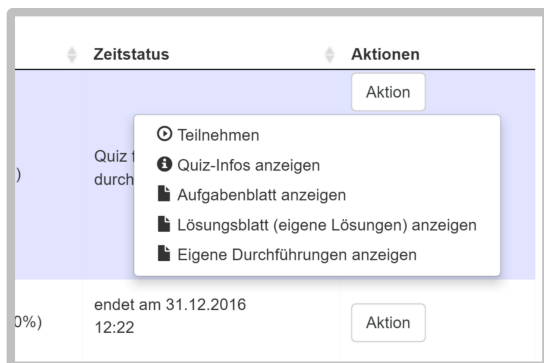 Zeitstatus
Aktionen
Aktion
Teilnehmen
Quiz-Infos anzeigen
Aufgabenblatt anzeigen
Lösungsblatt (eigene Lösungen) anzeigen
Eigene Durchführungen anzeigen
Quiz
durch
)
0%)
endet am 31.12.2016
12:22
Aktion